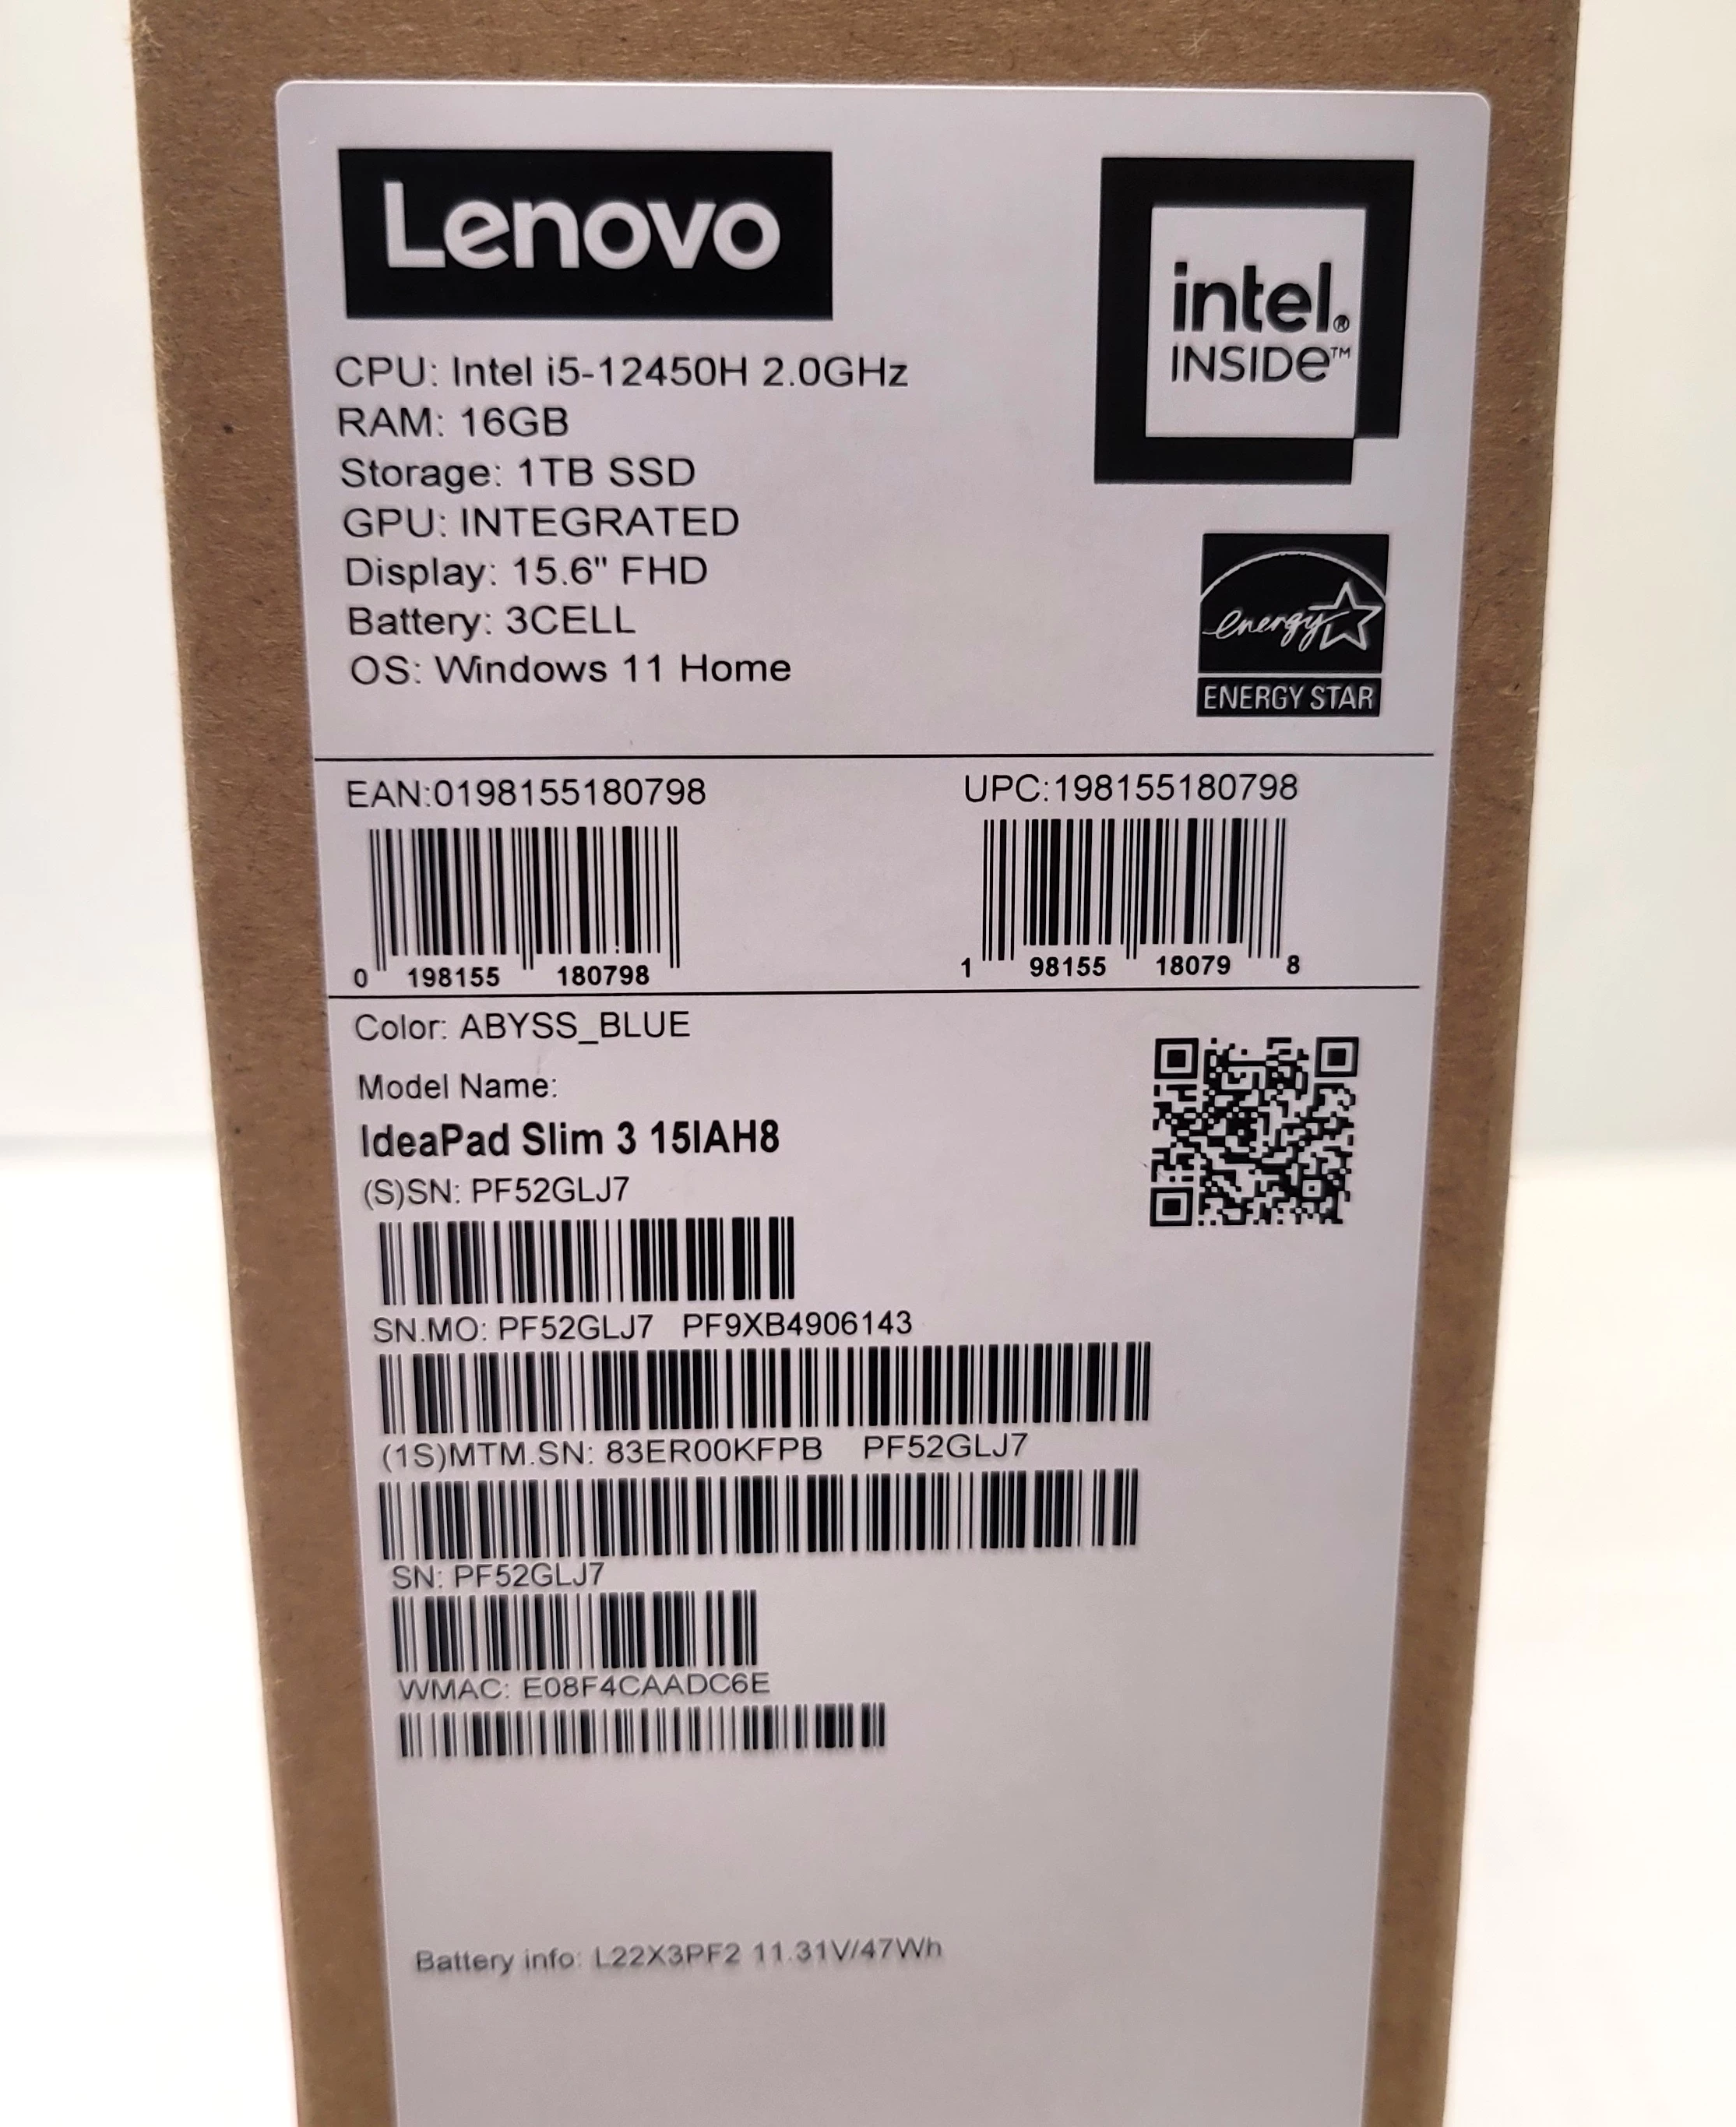 Lenovo
intel®
INSIDe™
CPU: Intel i5-12450H 2.0GHz
RAM: 16GB
Storage: 1TB SSD
GPU: INTEGRATED
Display: 15.6" FHD
Battery: 3CELL
OS: Windows 11 Home
energy
ENERGY STAR
EAN:0198155180798
0 198155 180798
UPC:198155180798
1 98155 18079 8
Color: ABYSS_BLUE
Model Name:
IdeaPad Slim 3 15IAH8
(S)SN: PF52GLJ7
SN.MO: PF52GLJ7 PF9XB4906143
(1S)MTM.SN: 83ER00KFPB PF52GLJ7
SN: PF52GLJ7
WMAC: E08F4CAADC6E
Battery info: L22X3PF2 11.31V/47Wh